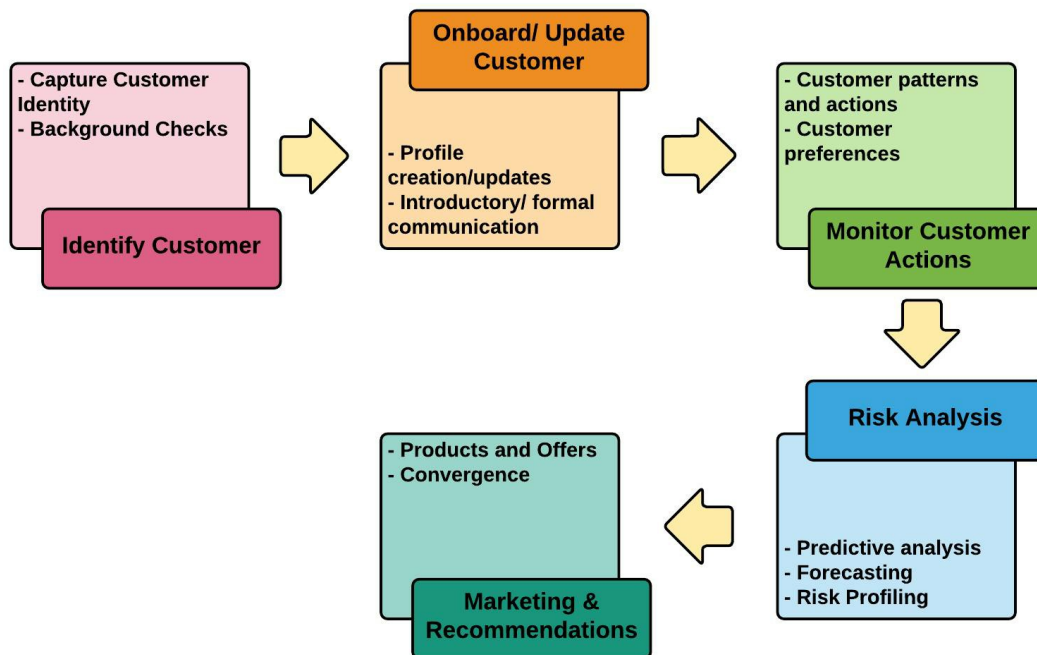 - Capture Customer
Identity
- Background Checks
Identify Customer
Onboard/ Update
Customer
- Profile
creation/updates
- Introductory/ formal
communication
- Customer patterns
and actions
- Customer
preferences
Monitor Customer
Actions
Risk Analysis
- Predictive analysis
- Forecasting
- Risk Profiling
- Products and Offers
- Convergence
Marketing &
Recommendations